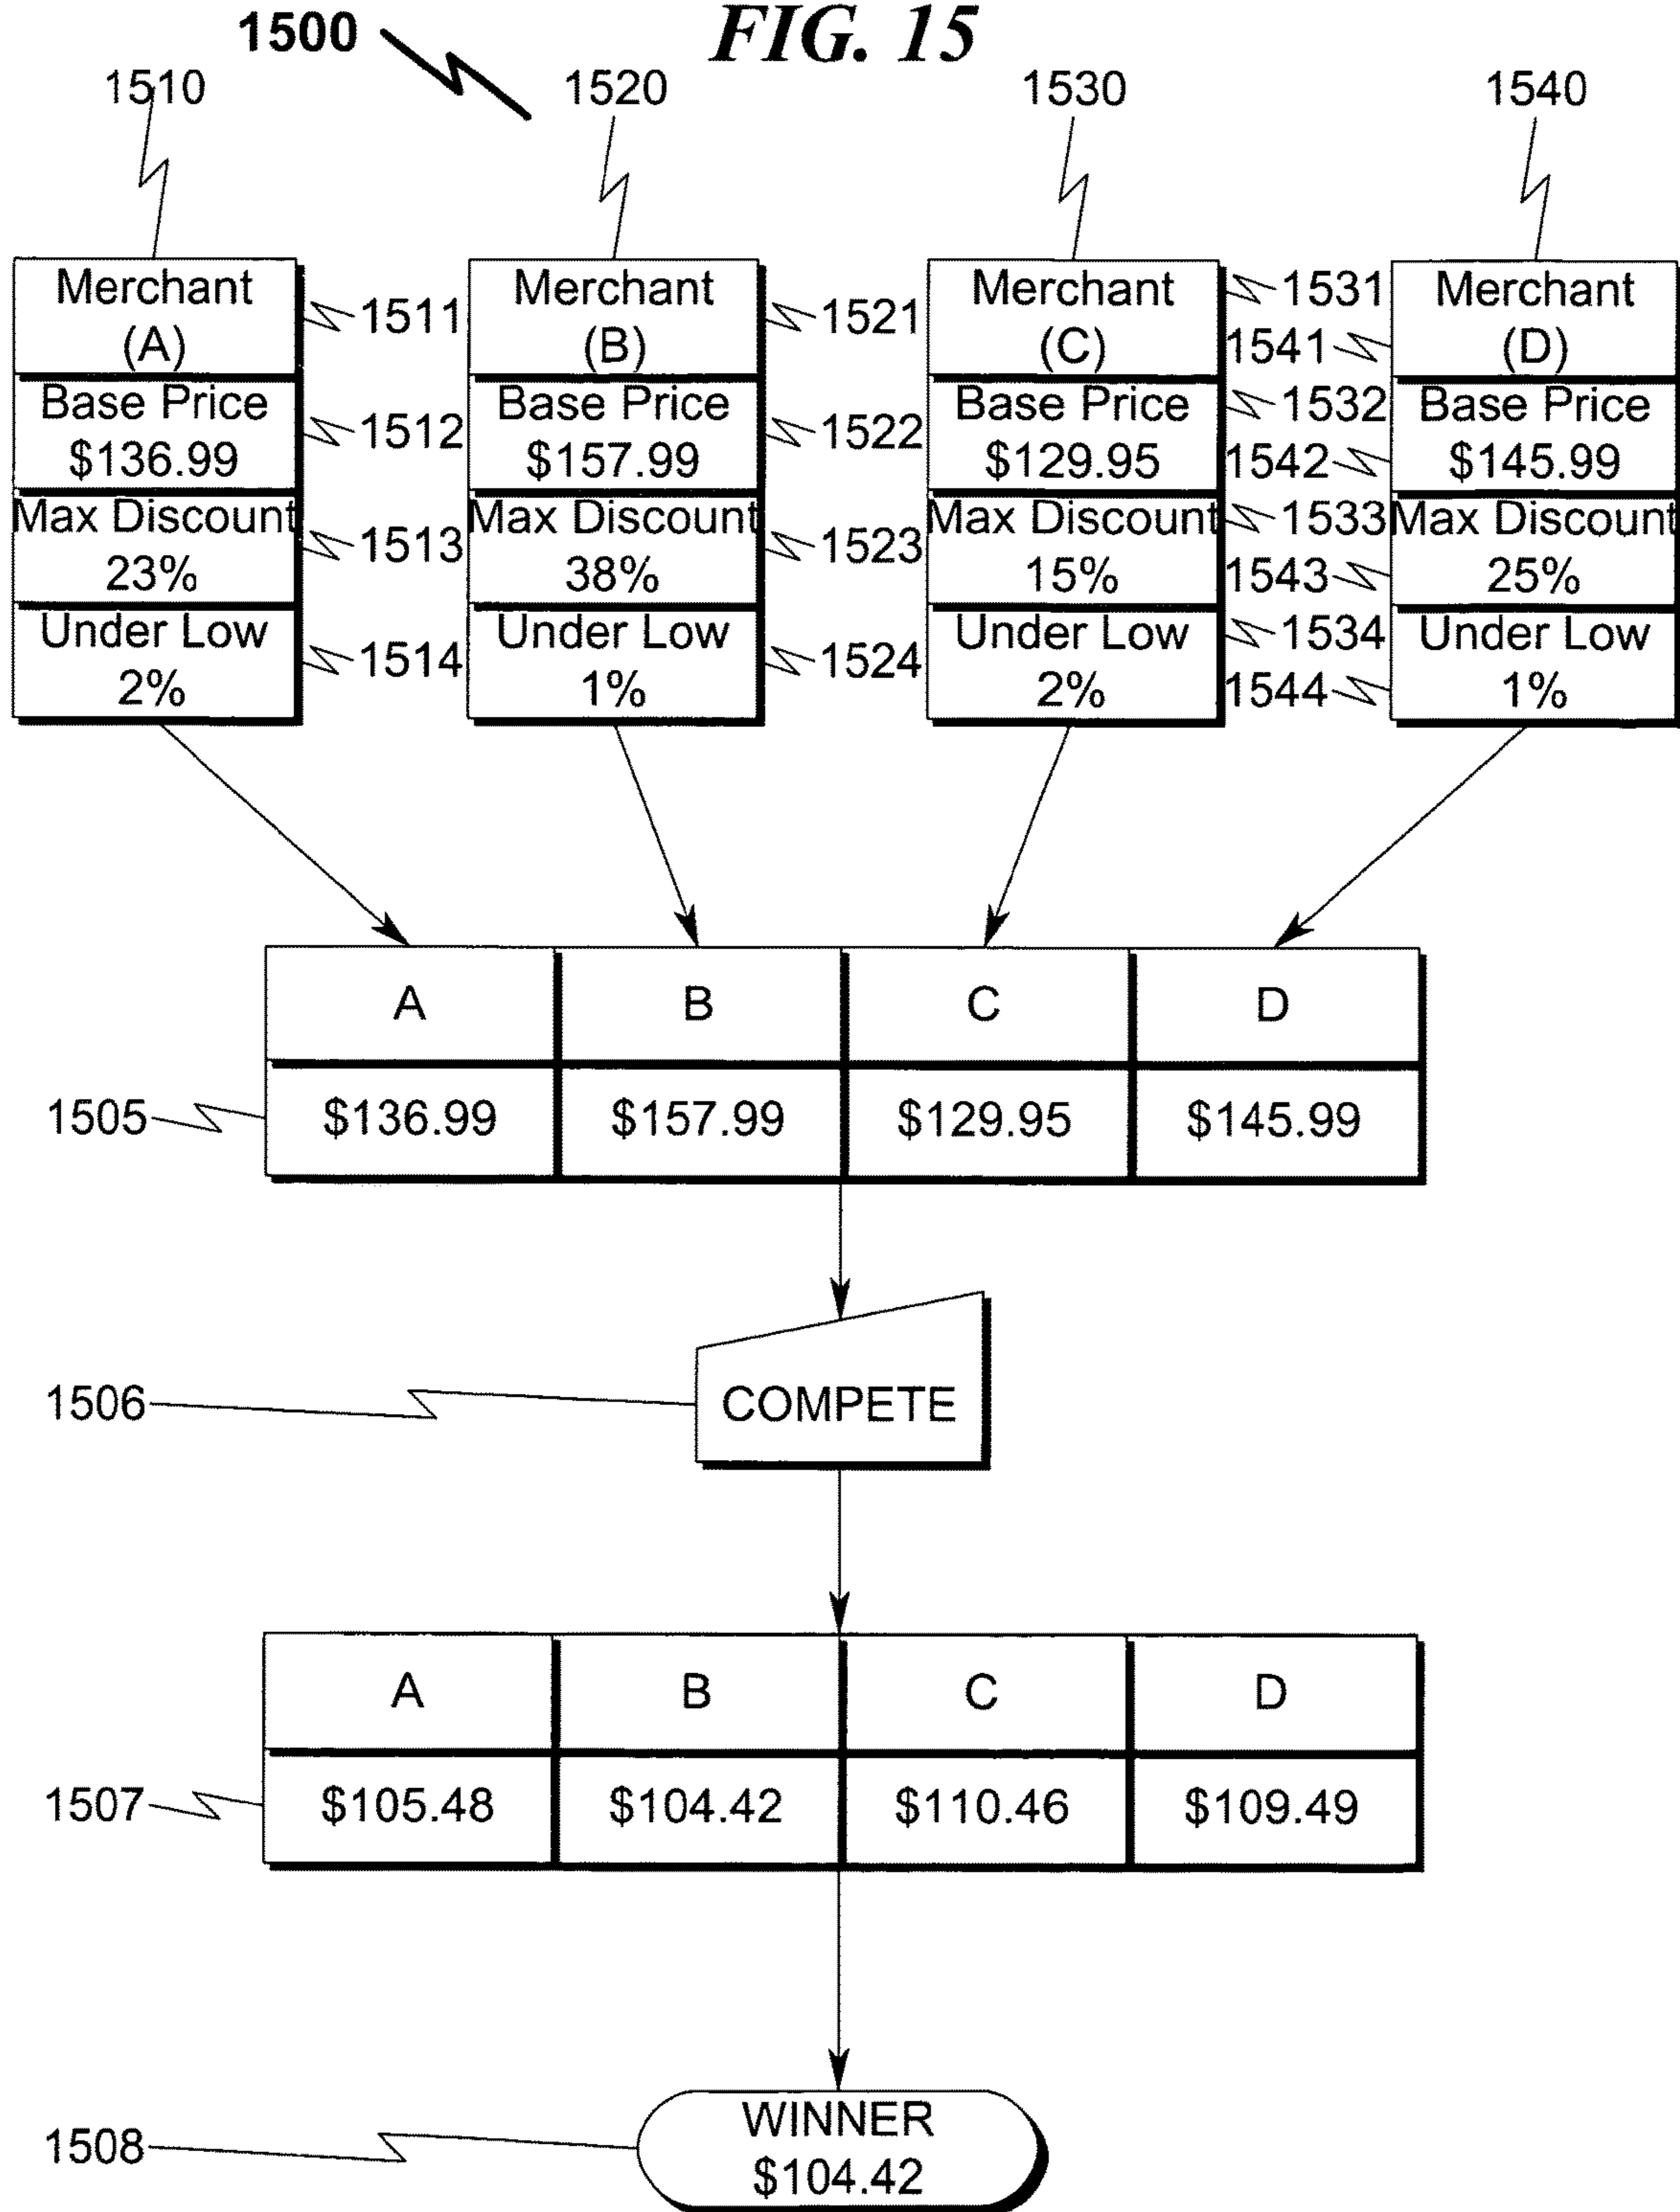 FIG. 15
1500
1510
1520
1530
1540
Merchant
(A)
1511
Base Price
$136.99
1512
Max Discount
23%
1513
Under Low
2%
1514
Merchant
(B)
1521
Base Price
$157.99
1522
Max Discount
38%
1523
Under Low
1%
1524
Merchant
(C)
1531
Base Price
$129.95
1532
Max Discount
15%
1533
Under Low
2%
1534
Merchant
(D)
1541
Base Price
$145.99
1542
Max Discount
25%
1543
Under Low
1%
1544
A
B
C
D
1505
$136.99
$157.99
$129.95
$145.99
1506
COMPETE
A
B
C
D
1507
$105.48
$104.42
$110.46
$109.49
1508
WINNER
$104.42